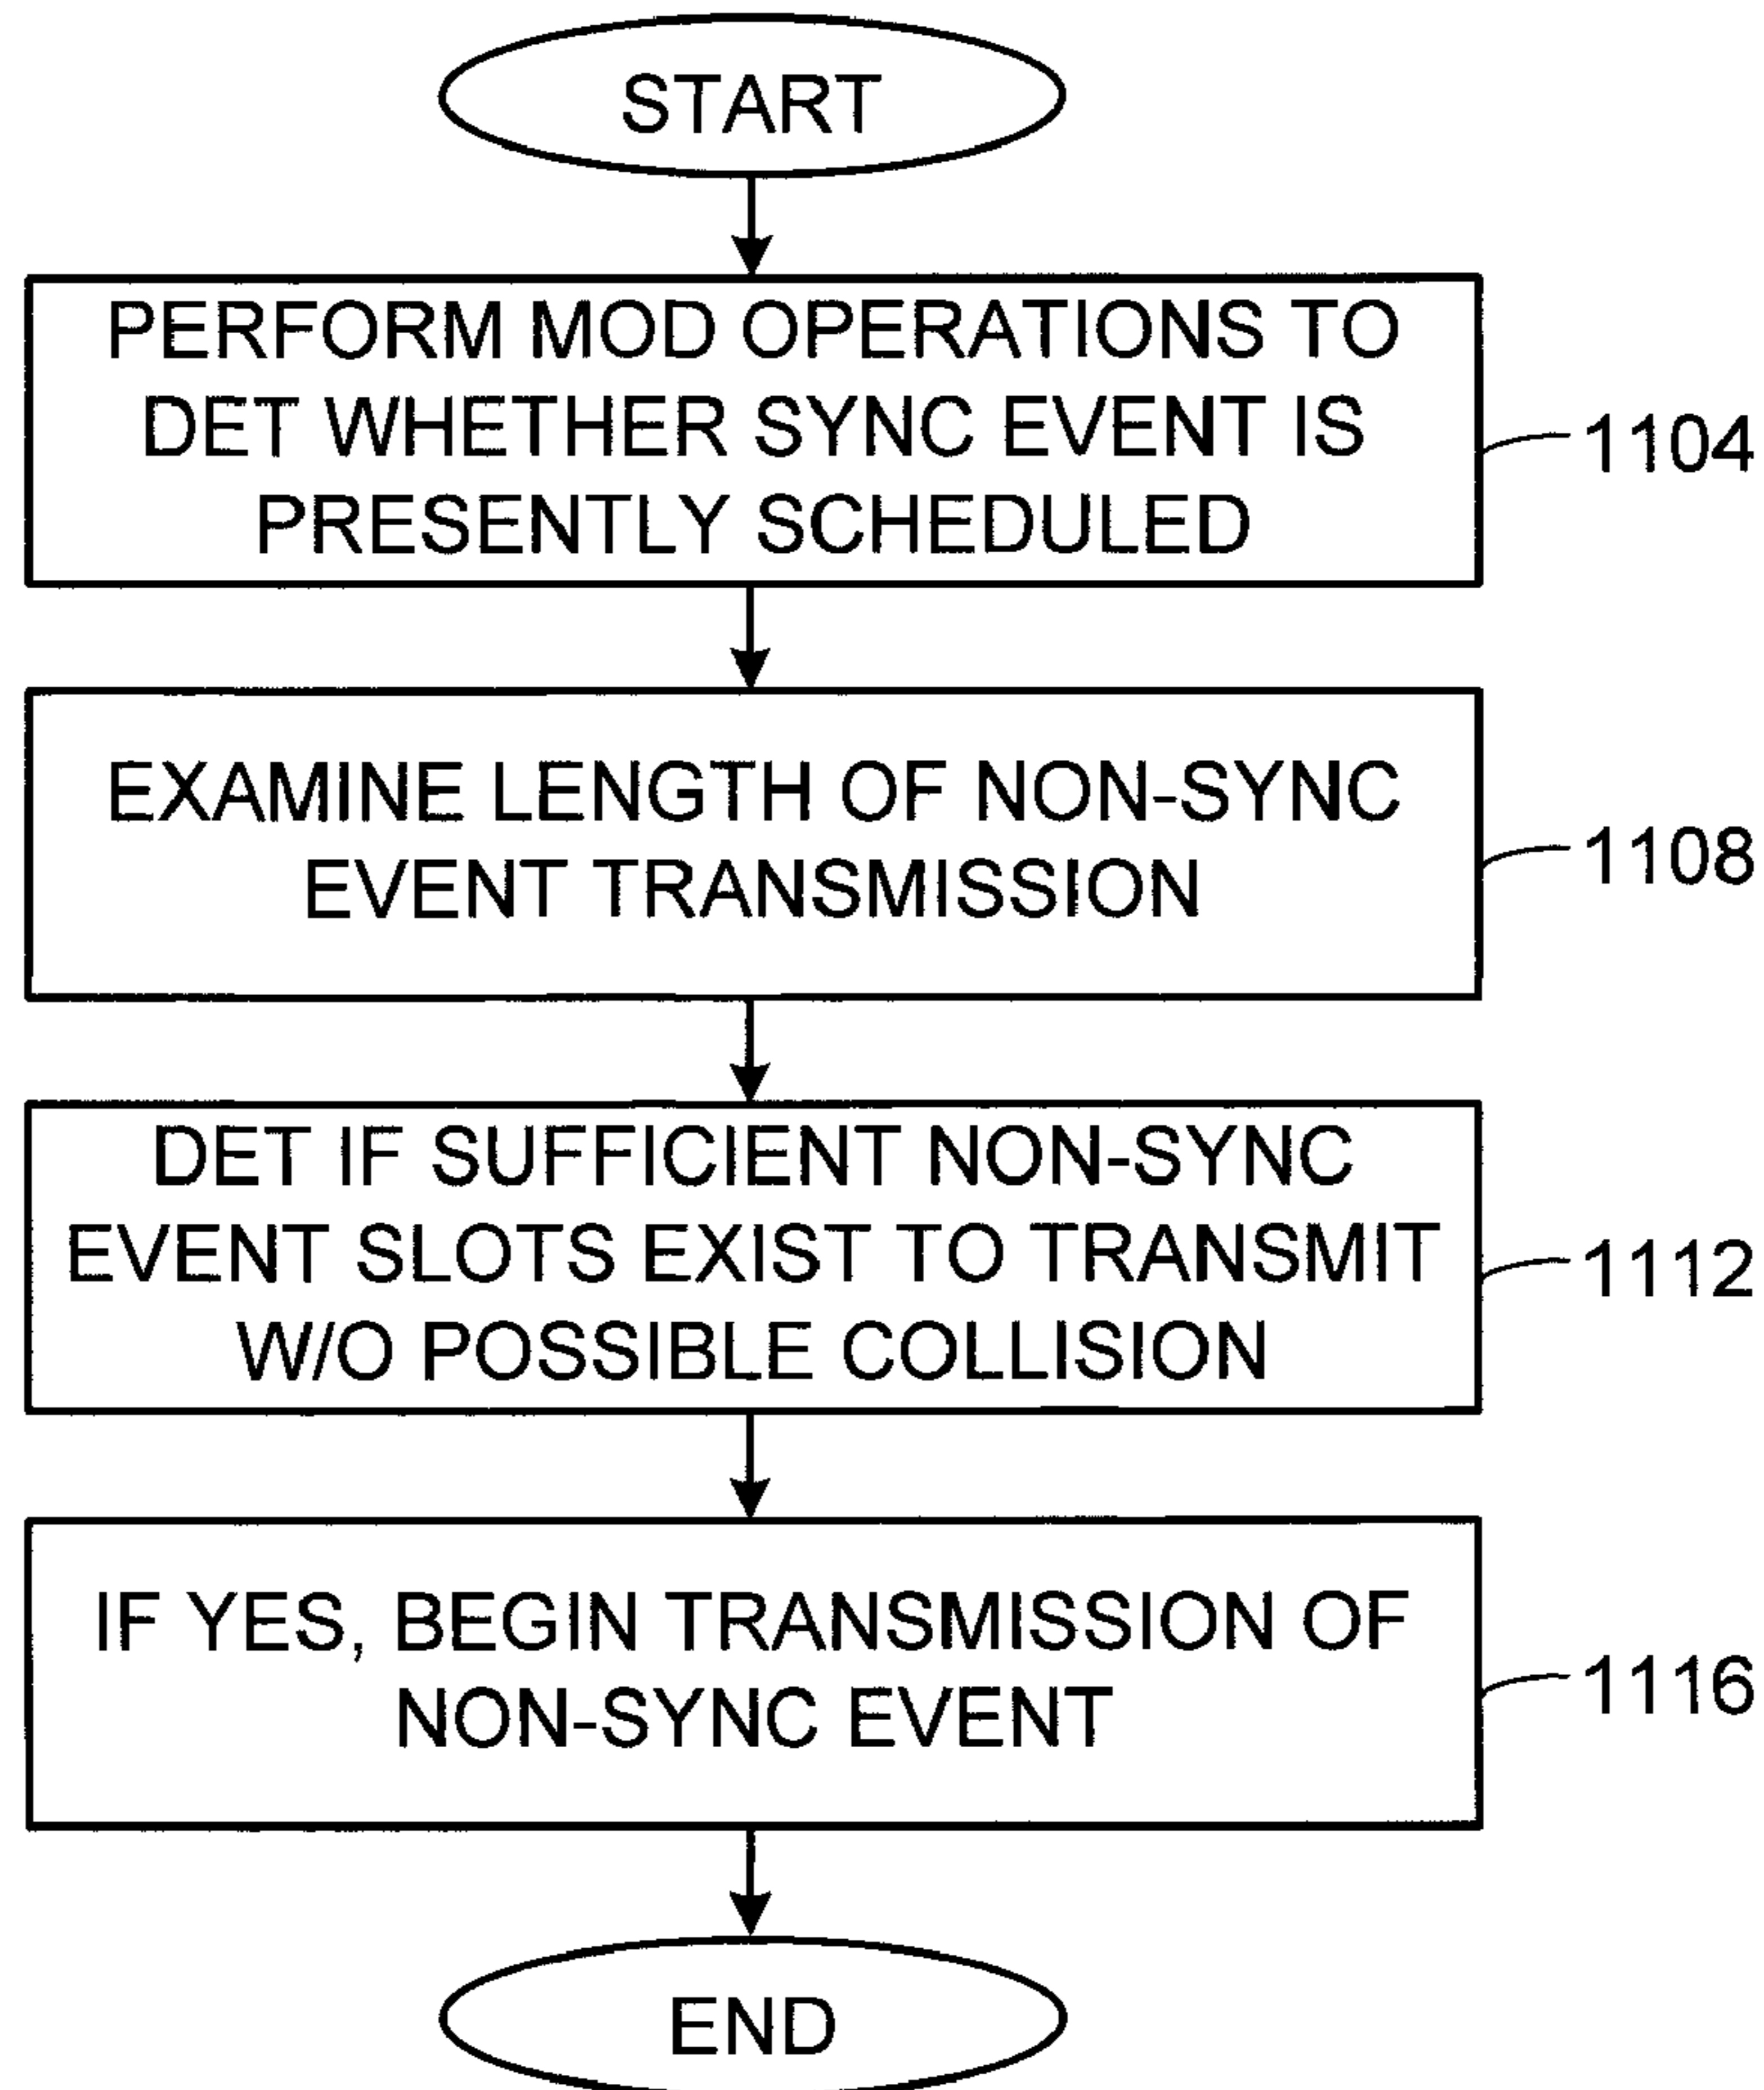 START
PERFORM MOD OPERATIONS TO
DET WHETHER SYNC EVENT IS
PRESENTLY SCHEDULED
1104
EXAMINE LENGTH OF NON-SYNC
EVENT TRANSMISSION
1108
DET IF SUFFICIENT NON-SYNC
EVENT SLOTS EXIST TO TRANSMIT
W/O POSSIBLE COLLISION
1112
IF YES, BEGIN TRANSMISSION OF
NON-SYNC EVENT
1116
END